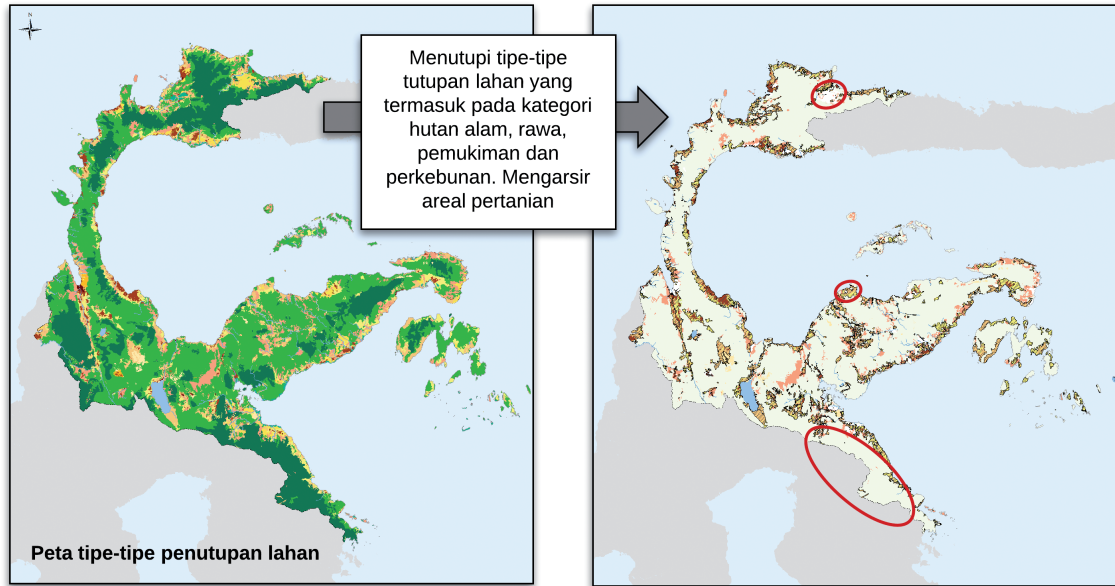 N
Menutupi tipe-tipe
tutupan lahan yang
termasuk pada kategori
hutan alam, rawa,
pemukiman dan
perkebunan. Mengarsir
areal pertanian
Peta tipe-tipe penutupan lahan